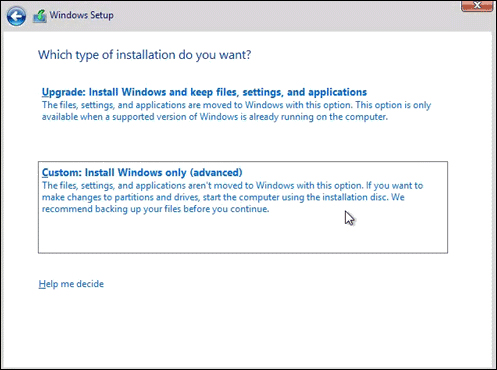 Windows Setup
Which type of installation do you want?
Upgrade: Install Windows and keep files, settings, and applications
The files, settings, and applications are moved to Windows with this option. This option is only
available when a supported version of Windows is already running on the computer.
Custom: Install Windows only (advanced)
The files, settings, and applications aren't moved to Windows with this option. If you want to
make changes to partitions and drives, start the computer using the installation disc. We
recommend backing up your files before you continue.
Help me decide